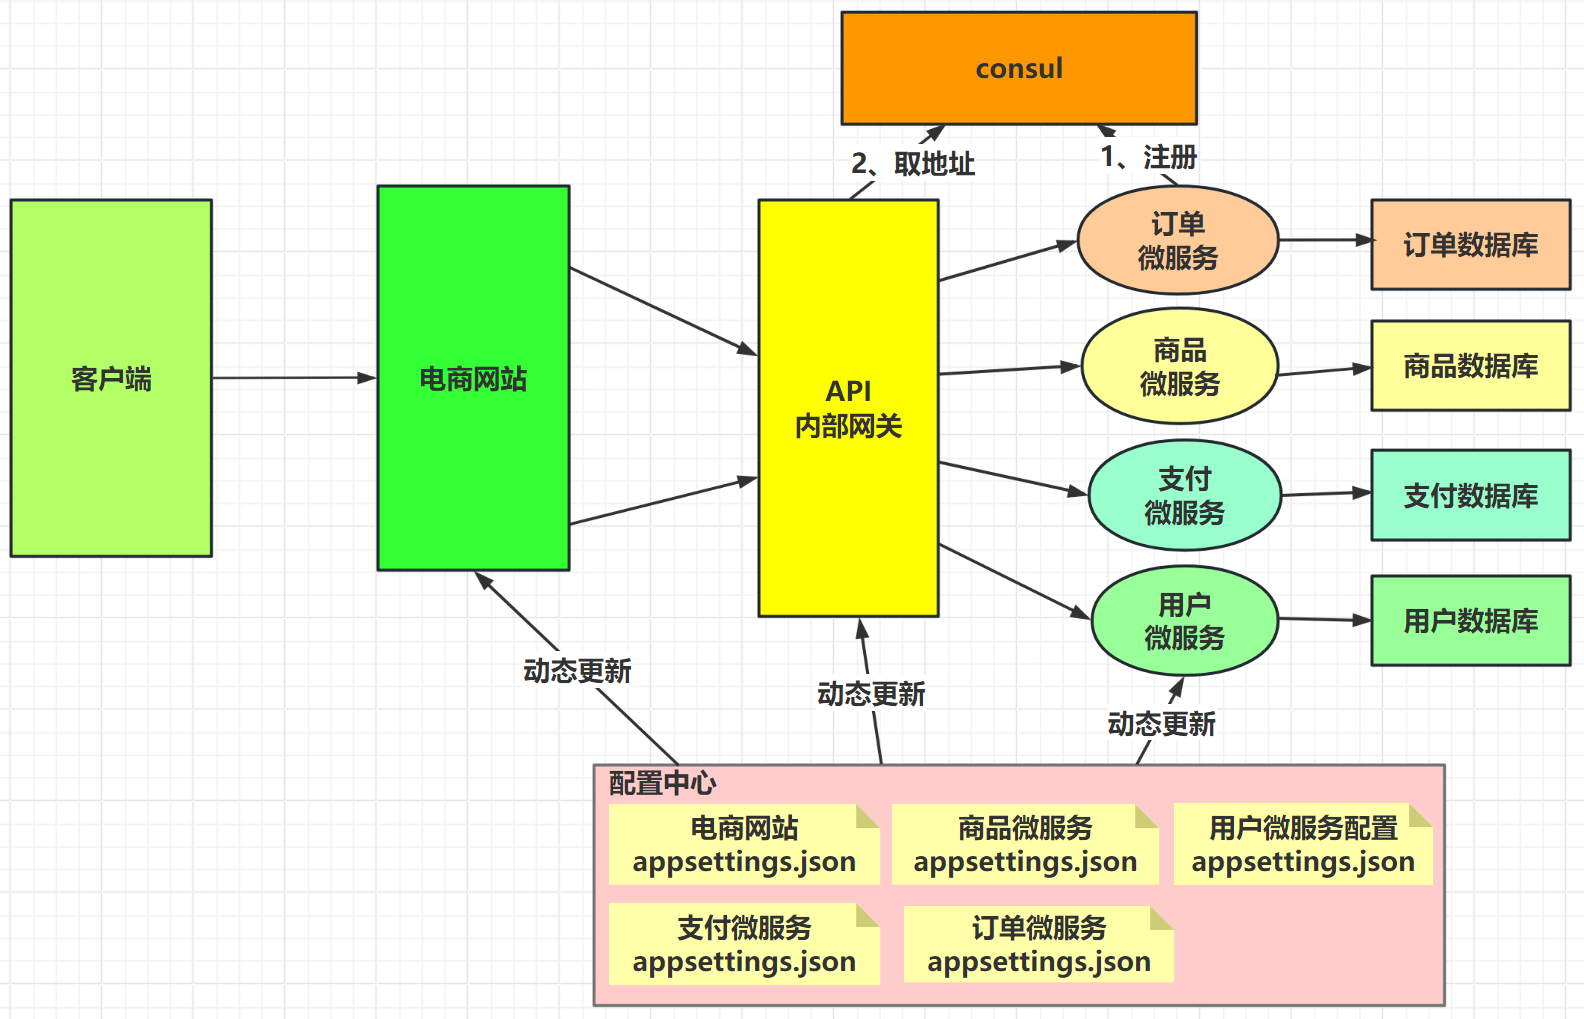 consul
2、取地址
1、注册
客户端
电商网站
API
内部网关
订单
微服务
订单数据库
商品
微服务
商品数据库
支付
微服务
支付数据库
用户
微服务
用户数据库
动态更新
动态更新
动态更新
配置中心
电商网站
appsettings.json
商品微服务
appsettings.json
用户微服务配置
appsettings.json
支付微服务
appsettings.json
订单微服务
appsettings.json